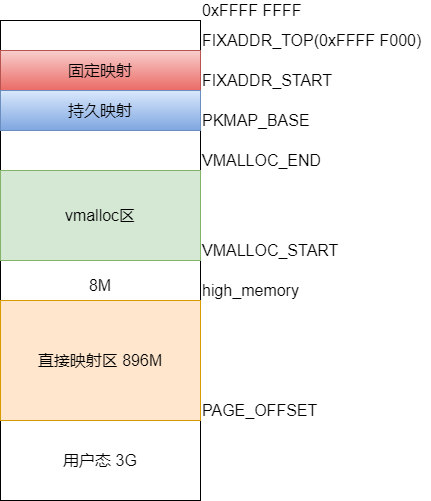 0xFFFF FFFF
FIXADDR_TOP(0xFFFF F000)
固定映射
FIXADDR_START
持久映射
PKMAP_BASE
VMALLOC_END
vmalloc区
VMALLOC_START
8M
high_memory
直接映射区 896M
PAGE_OFFSET
用户态 3G